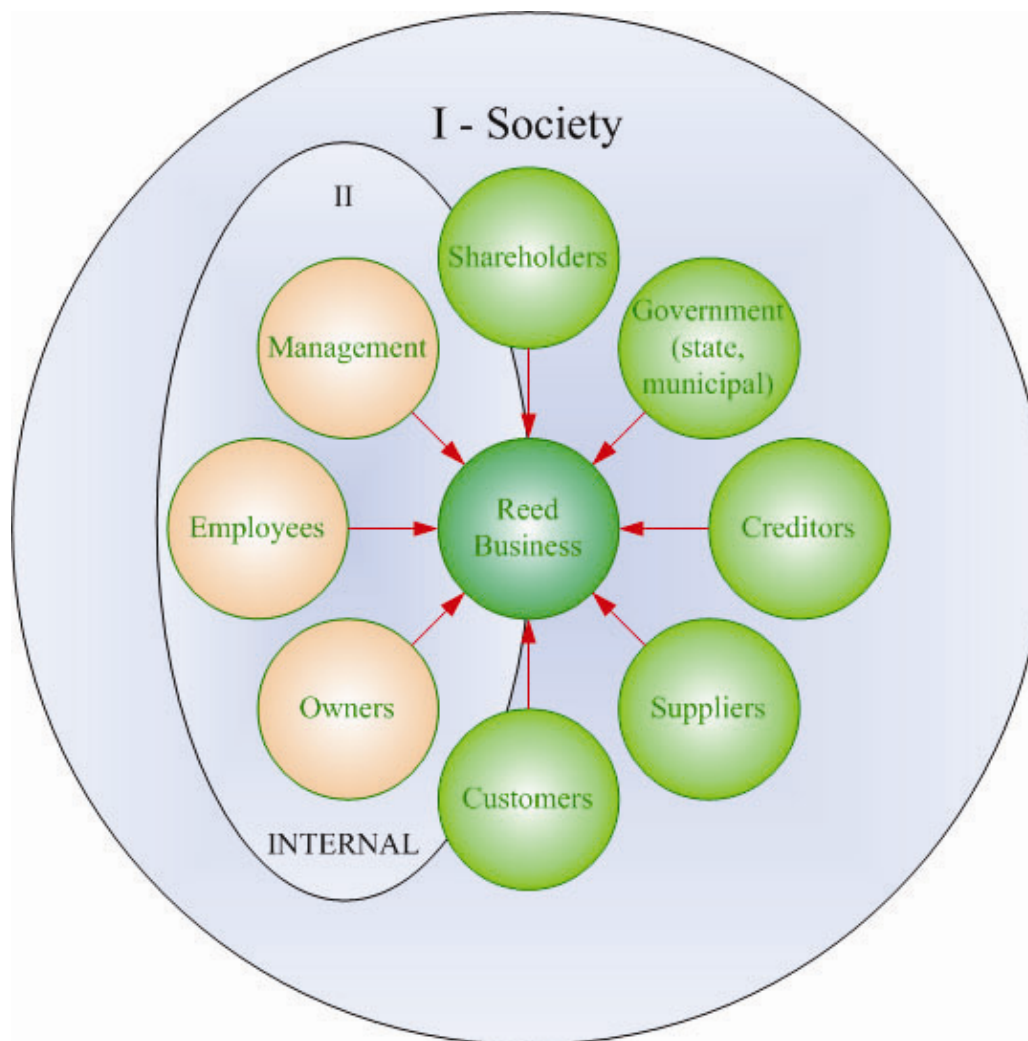 I - Society
II
Shareholders
Government
(state,
municipal)
Management
Employees
Reed
Business
Creditors
Owners
Suppliers
Customers
INTERNAL